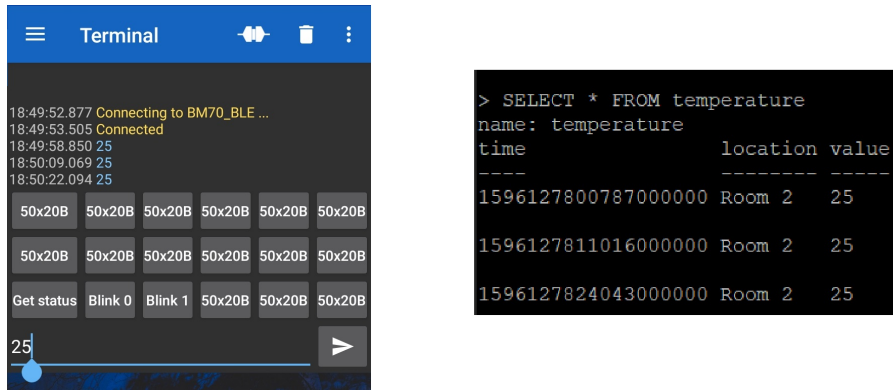 Terminal
18:49:52.877 Connecting to BM70_BLE ...
18:49:53.505 Connected
18:49:58.850 25
18:50:09.069 25
18:50:22.094 25
50x20B 50x20B 50x20B 50x20B 50x20B 50x20B
50x20B 50x20B 50x20B 50x20B 50x20B 50x20B
Get status Blink 0 Blink 1 50x20B 50x20B 50x20B
25
> SELECT * FROM temperature
name: temperature
time location value
---- -------- -----
1596127800787000000 Room 2 25
1596127811016000000 Room 2 25
1596127824043000000 Room 2 25